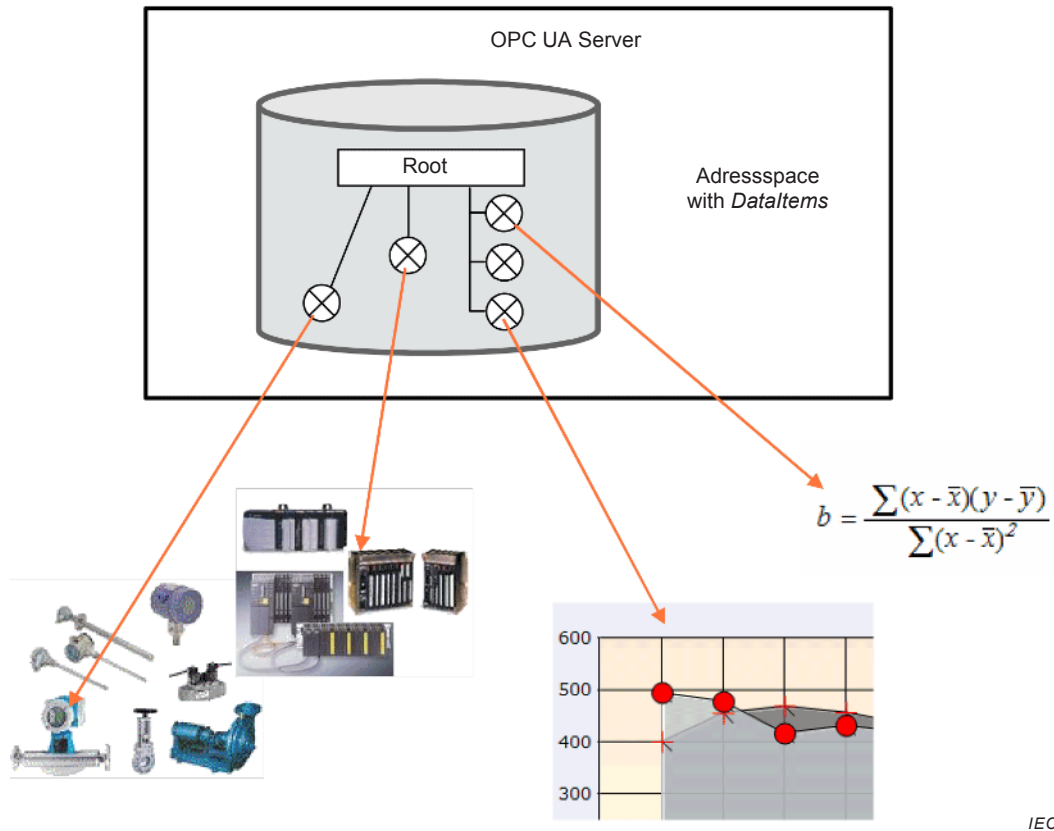 OPC UA Server
Root
Adressspace
with DataItems
b = ∑(x - x̅)(y - y̅) / ∑(x - x̅)²
600
500
400
300
IEC